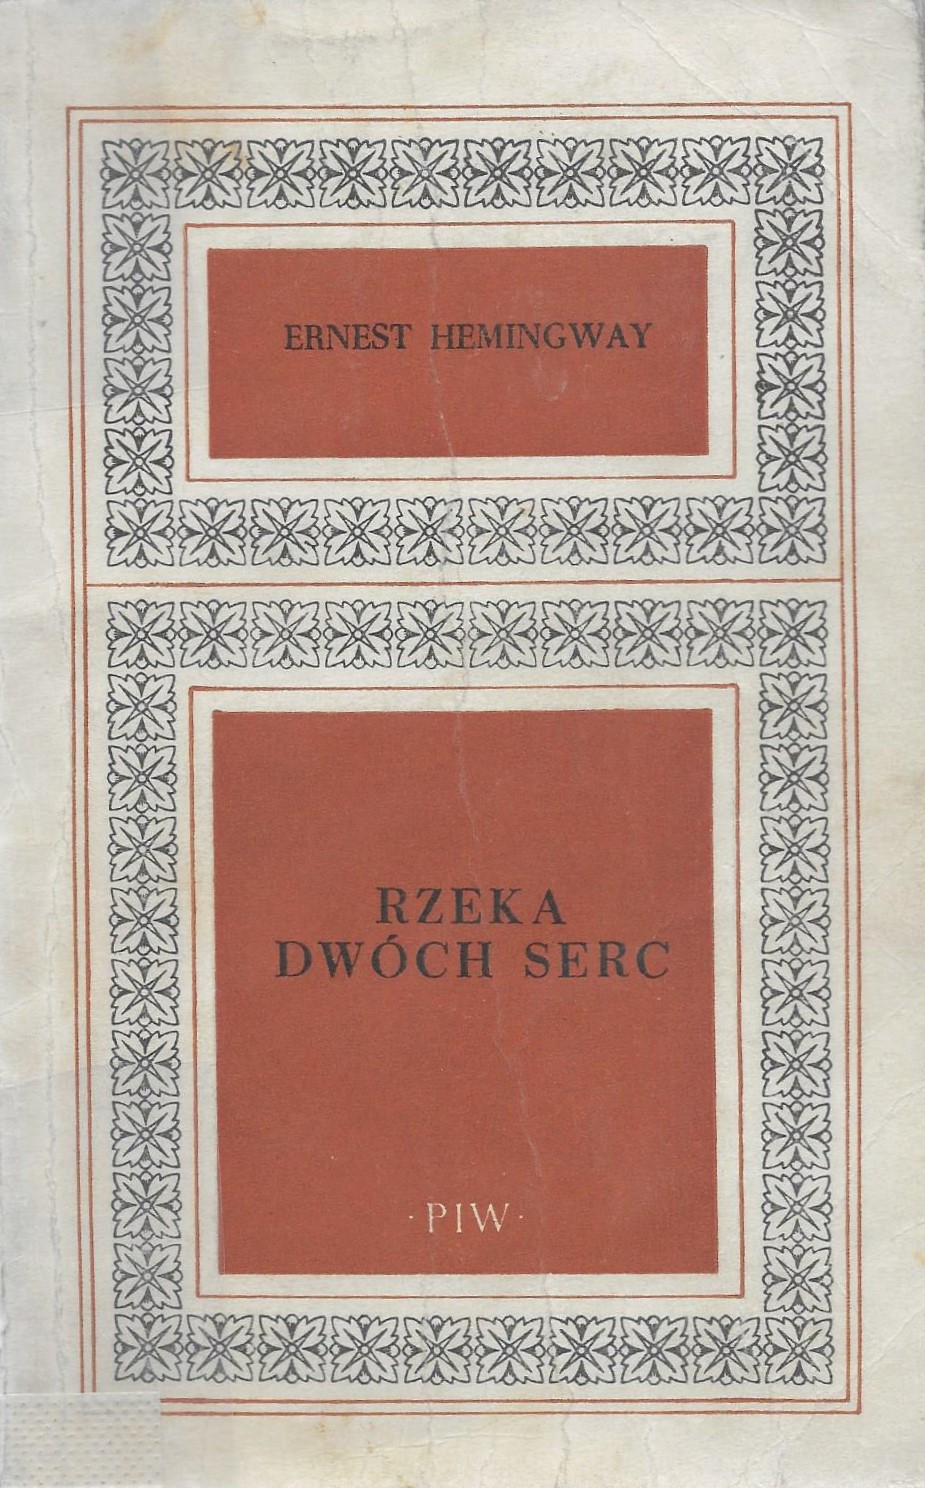 ERNEST HEMINGWAY
RZEKA
DWÓCH SERC
·PIW·